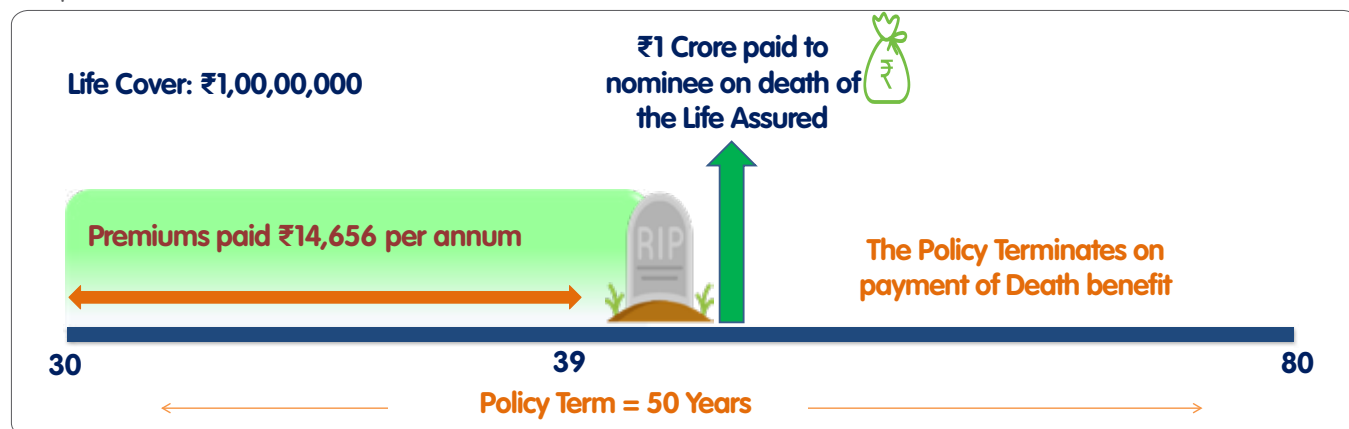 ₹1 Crore paid to
nominee on death of
the Life Assured
₹
Life Cover: ₹1,00,00,000
Premiums paid ₹14,656 per annum
RIP
The Policy Terminates on
payment of Death benefit
30
39
80
Policy Term = 50 Years